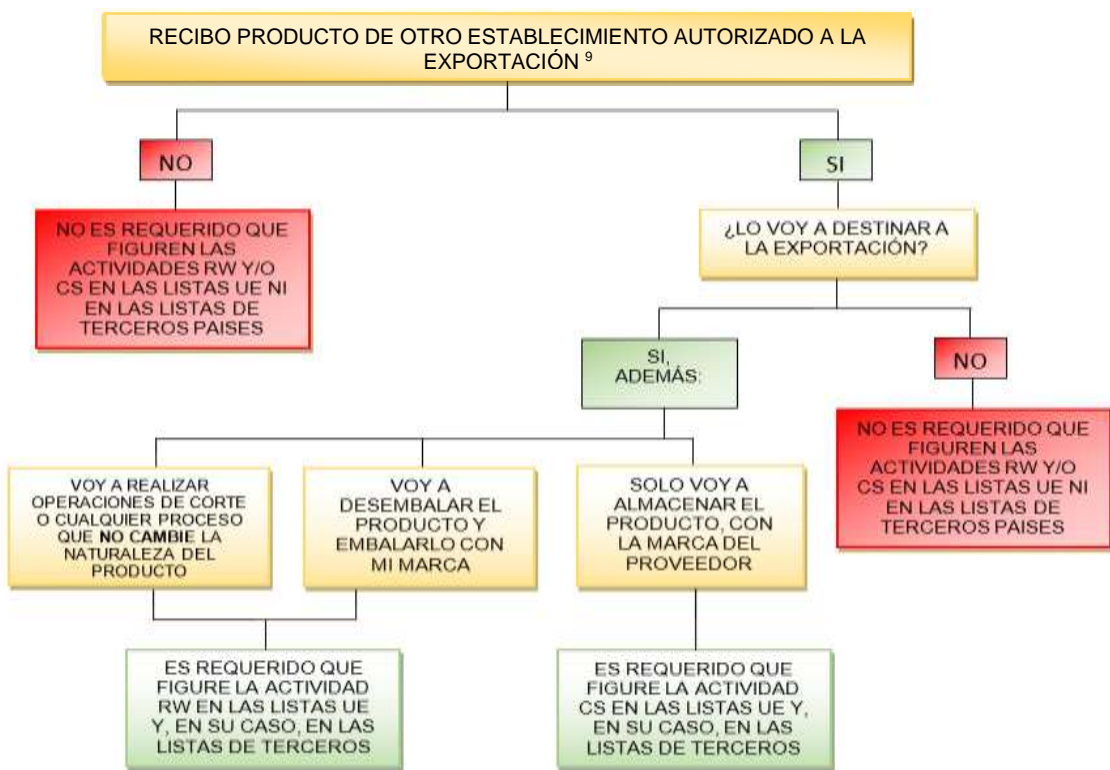 RECIBO PRODUCTO DE OTRO ESTABLECIMIENTO AUTORIZADO A LA
EXPORTACIÓN ⁹
NO
SI
NO ES REQUERIDO QUE
FIGUREN LAS
ACTIVIDADES RW Y/O
CS EN LAS LISTAS UE NI
EN LAS LISTAS DE
TERCEROS PAISES
¿LO VOY A DESTINAR A
LA EXPORTACIÓN?
SI,
ADEMÁS:
NO
NO ES REQUERIDO QUE
FIGUREN LAS
ACTIVIDADES RW Y/O
CS EN LAS LISTAS UE NI
EN LAS LISTAS DE
TERCEROS PAISES
VOY A REALIZAR
OPERACIONES DE CORTE
O CUALQUIER PROCESO
QUE NO CAMBIE LA
NATURALEZA DEL
PRODUCTO
VOY A
DESEMBALAR EL
PRODUCTO Y
EMBALARLO CON
MI MARCA
SOLO VOY A
ALMACENAR EL
PRODUCTO, CON
LA MARCA DEL
PROVEEDOR
ES REQUERIDO QUE
FIGURE LA ACTIVIDAD
RW EN LAS LISTAS UE
Y, EN SU CASO, EN LAS
LISTAS DE TERCEROS
ES REQUERIDO QUE
FIGURE LA ACTIVIDAD
CS EN LAS LISTAS UE Y,
EN SU CASO, EN LAS
LISTAS DE TERCEROS